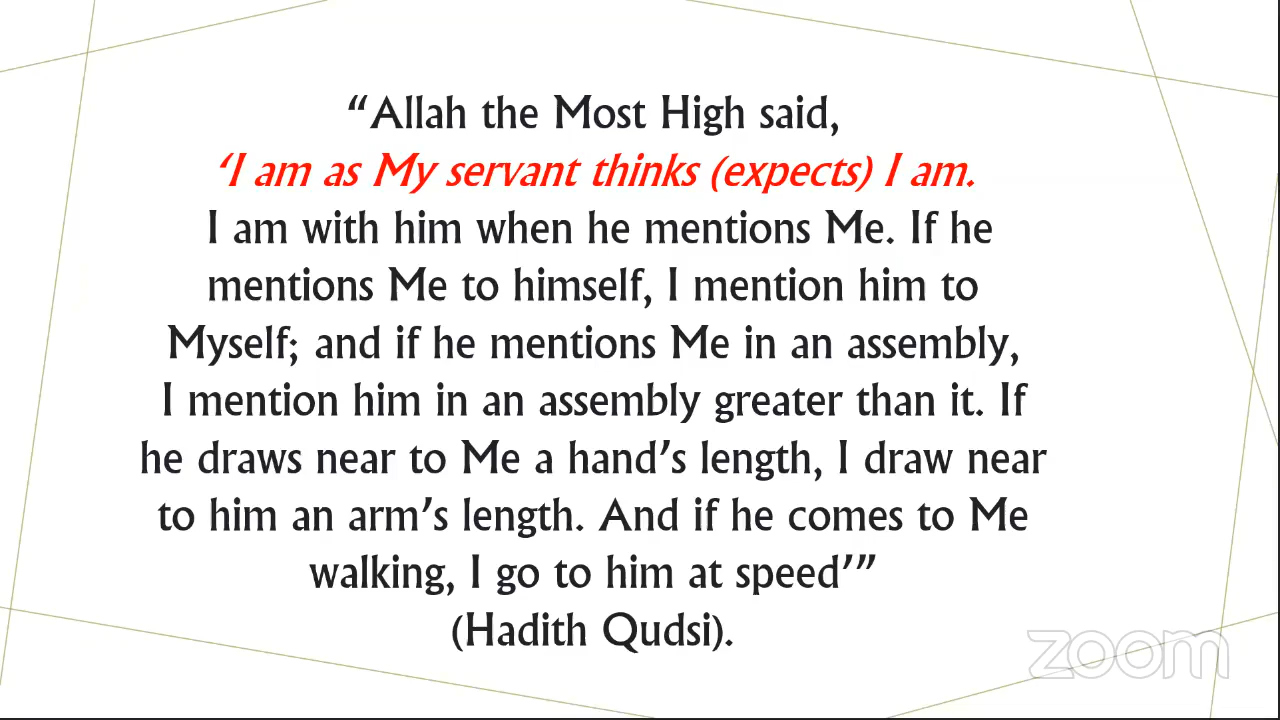 “Allah the Most High said,
‘I am as My servant thinks (expects) I am.
I am with him when he mentions Me. If he
mentions Me to himself, I mention him to
Myself; and if he mentions Me in an assembly,
I mention him in an assembly greater than it. If
he draws near to Me a hand’s length, I draw near
to him an arm’s length. And if he comes to Me
walking, I go to him at speed’”
(Hadith Qudsi).
zoom